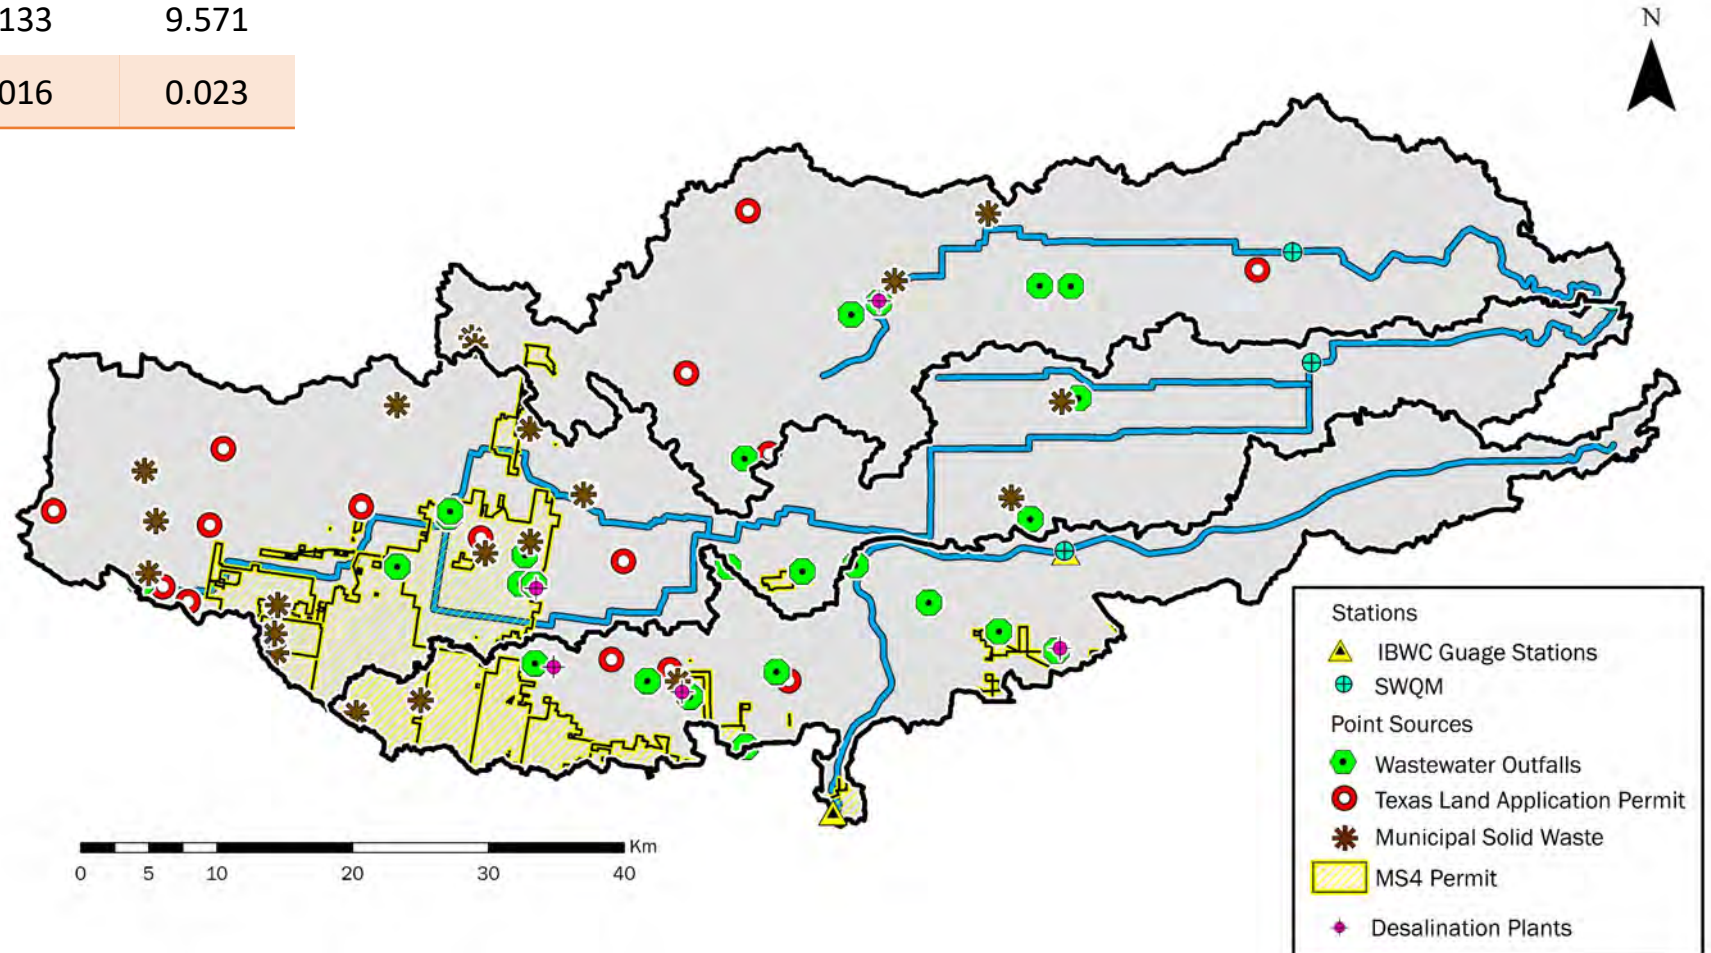 133 9.571
016 0.023
N
Stations
IBWC Guage Stations
SWQM
Point Sources
Wastewater Outfalls
Texas Land Application Permit
Municipal Solid Waste
MS4 Permit
Desalination Plants
Km
0 5 10 20 30 40